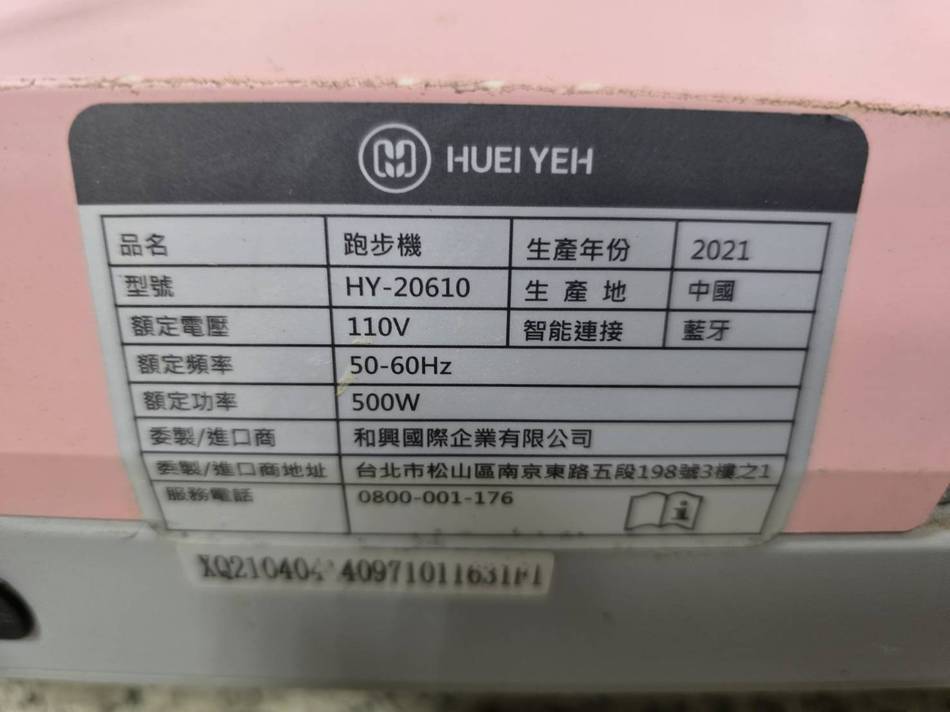 HUEI YEH
品名 跑步機 生產年份 2021
型號 HY-20610 生產地 中國
額定電壓 110V 智能連接 藍牙
額定頻率 50-60Hz
額定功率 500W
委製/進口商 和興國際企業有限公司
委製/進口商地址 台北市松山區南京東路五段198號3樓之1
服務電話 0800-001-176